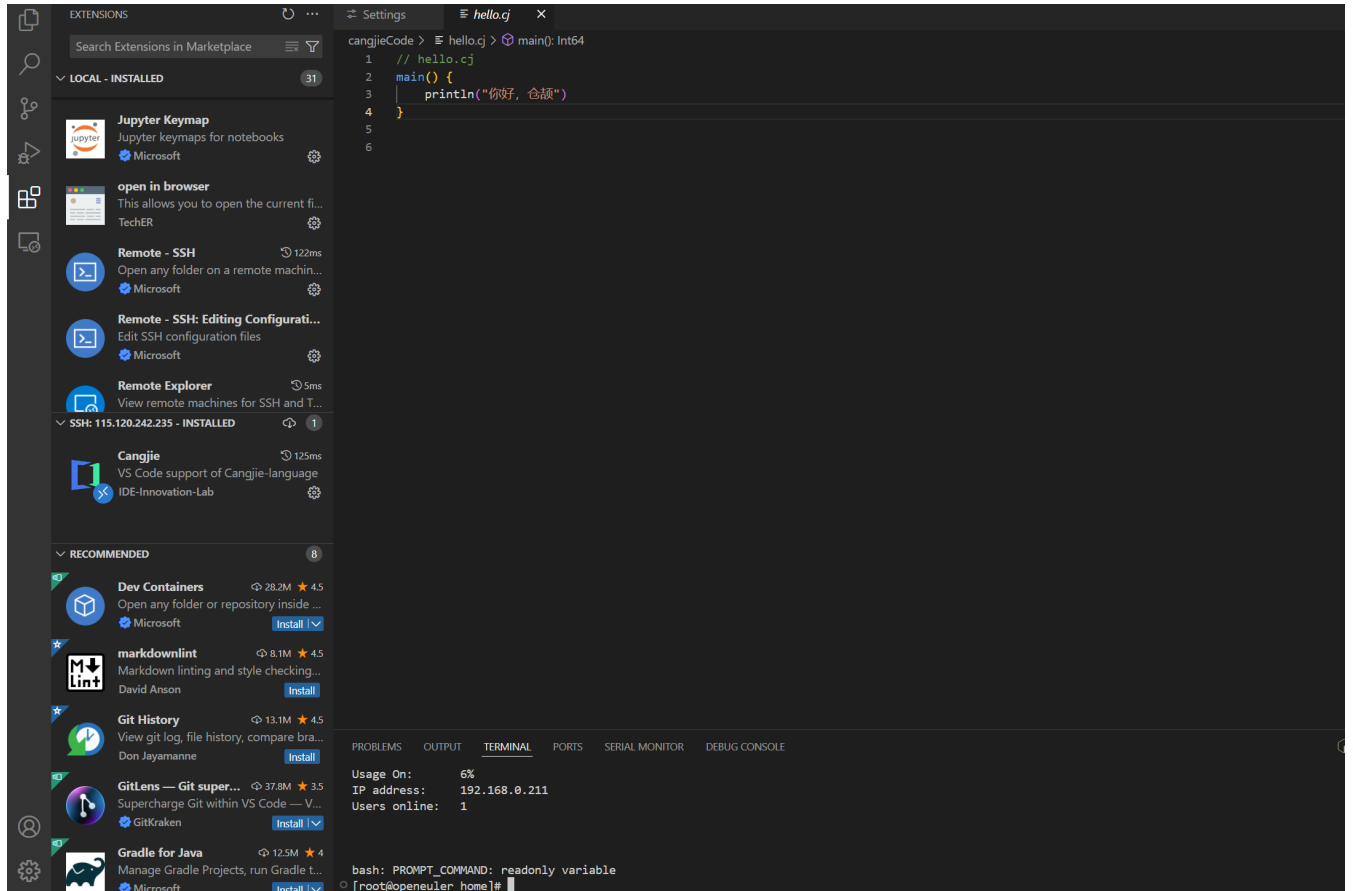 EXTENSIONS
Search Extensions in Marketplace
LOCAL - INSTALLED 31
Jupyter Keymap
Jupyter keymaps for notebooks
Microsoft
open in browser
This allows you to open the current fi...
TechER
Remote - SSH 122ms
Open any folder on a remote machin...
Microsoft
Remote - SSH: Editing Configurati...
Edit SSH configuration files
Microsoft
Remote Explorer 5ms
View remote machines for SSH and T...
SSH: 115.120.242.235 - INSTALLED 1
Cangjie 125ms
VS Code support of Cangjie-language
IDE-Innovation-Lab
RECOMMENDED 8
Dev Containers 28.2M ★ 4.5
Open any folder or repository inside ...
Microsoft Install
markdownlint 8.1M ★ 4.5
Markdown linting and style checking...
David Anson Install
Git History 13.1M ★ 4.5
View git log, file history, compare bra...
Don Jayamanne Install
GitLens — Git super... 37.8M ★ 3.5
Supercharge Git within VS Code — V...
GitKraken Install
Gradle for Java 12.5M ★ 4
Manage Gradle Projects, run Gradle t...
Microsoft Install
jupyter
M Lint
Settings hello.cj
cangjieCode > hello.cj > main(): Int64
1 // hello.cj
2 main() {
3 println("你好, 仓颉")
4 }
5
6
PROBLEMS OUTPUT TERMINAL PORTS SERIAL MONITOR DEBUG CONSOLE
Usage On: 6%
IP address: 192.168.0.211
Users online: 1
bash: PROMPT_COMMAND: readonly variable
[root@openeuler home]#